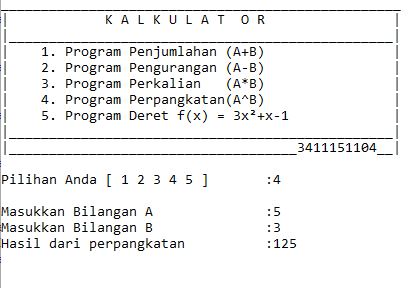 K A L K U L A T O R
1. Program Penjumlahan (A+B)
2. Program Pengurangan (A-B)
3. Program Perkalian (A*B)
4. Program Perpangkatan(A^B)
5. Program Deret f(x) = 3x²+x-1
3411151104
Pilihan Anda [ 1 2 3 4 5 ] :4
Masukkan Bilangan A :5
Masukkan Bilangan B :3
Hasil dari perpangkatan :125